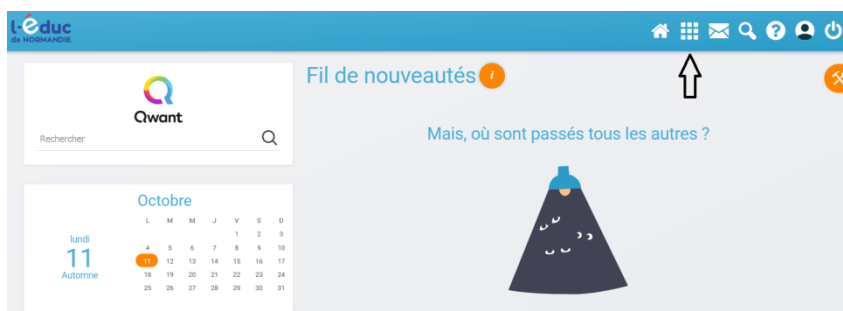 l-Éduc
de NORMANDIE
Qwant
Rechercher
Fil de nouveautés i
Mais, où sont passés tous les autres ?
Octobre
L M M J V S D
1 2 3
4 5 6 7 8 9 10
11 12 13 14 15 16 17
18 19 20 21 22 23 24
25 26 27 28 29 30 31
lundi
11
Automne